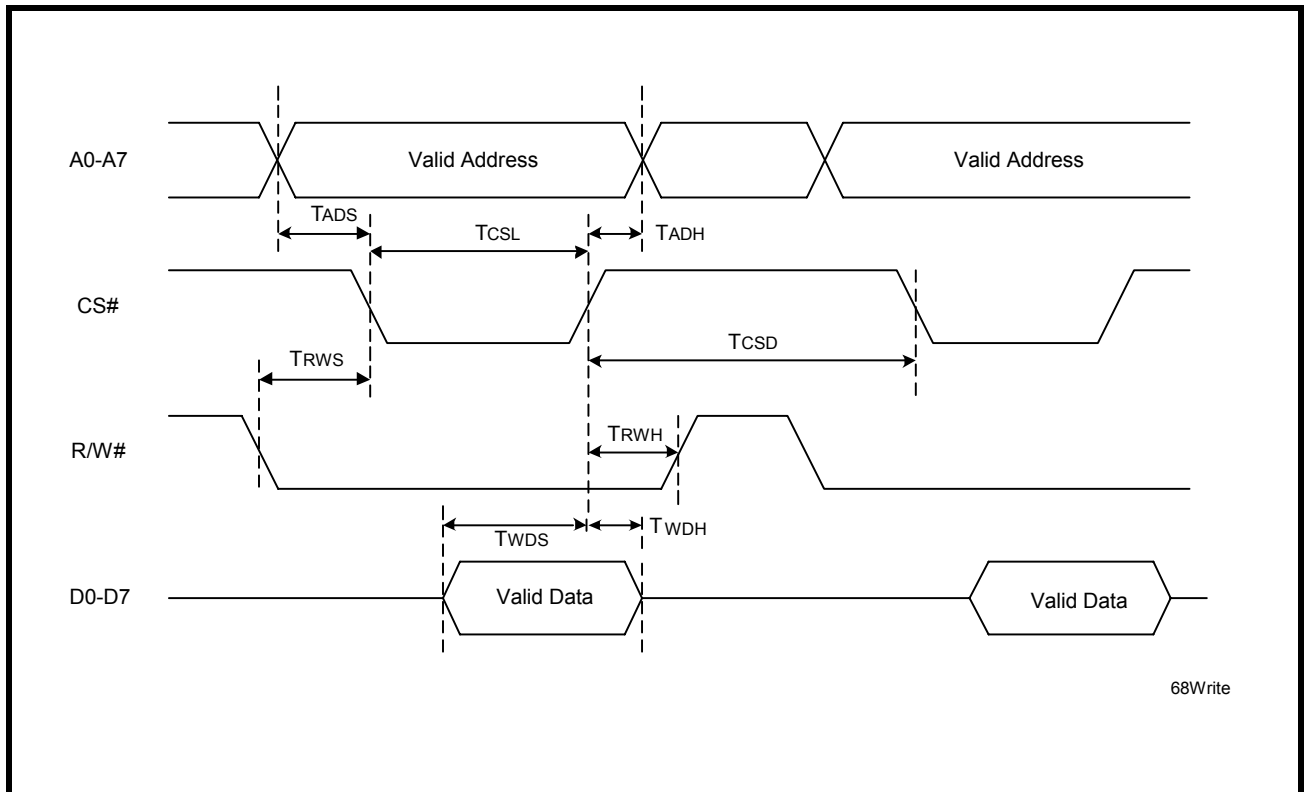 A0-A7
Valid Address
Valid Address
TADS
TCSL
TADH
CS#
TCSD
TRWS
R/W#
TRWH
TWDS
TWDH
D0-D7
Valid Data
Valid Data
68Write